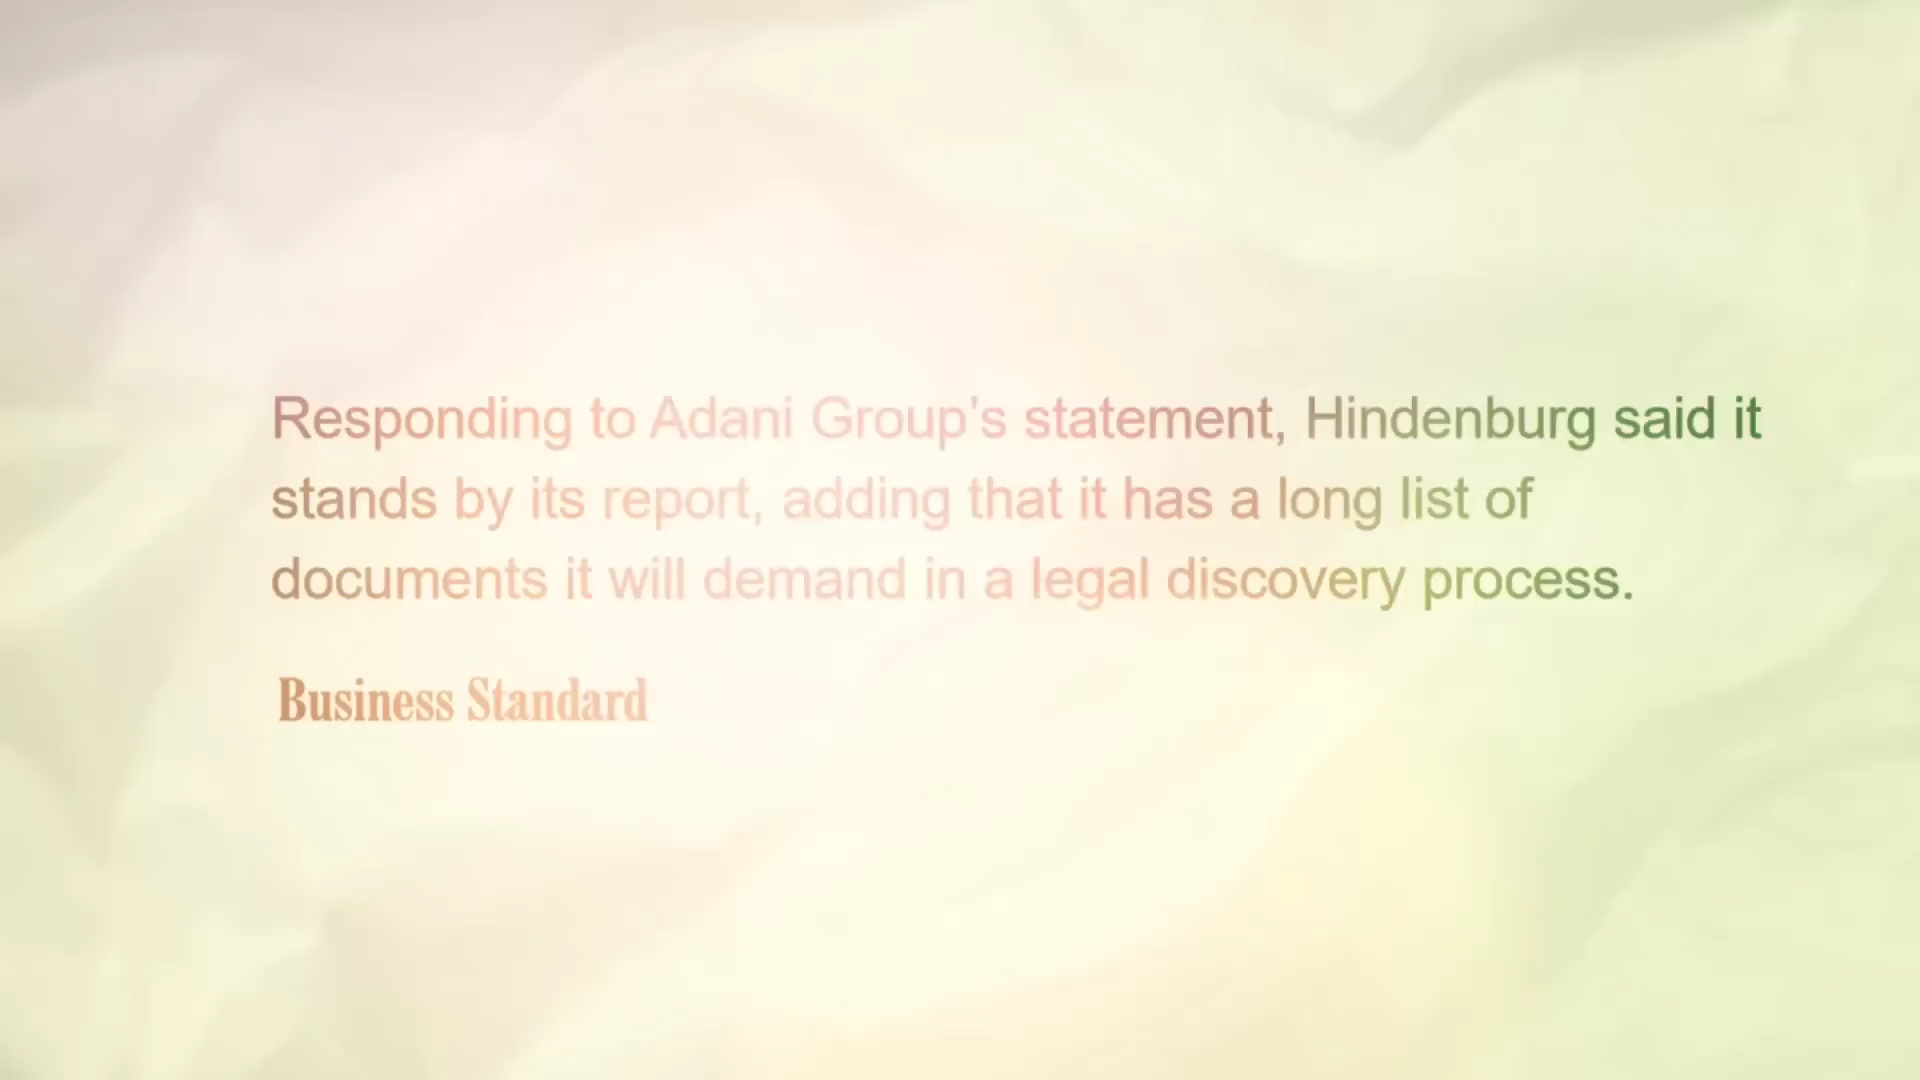 Responding to Adani Group's statement, Hindenburg said it
stands by its report, adding that it has a long list of
documents it will demand in a legal discovery process.
Business Standard